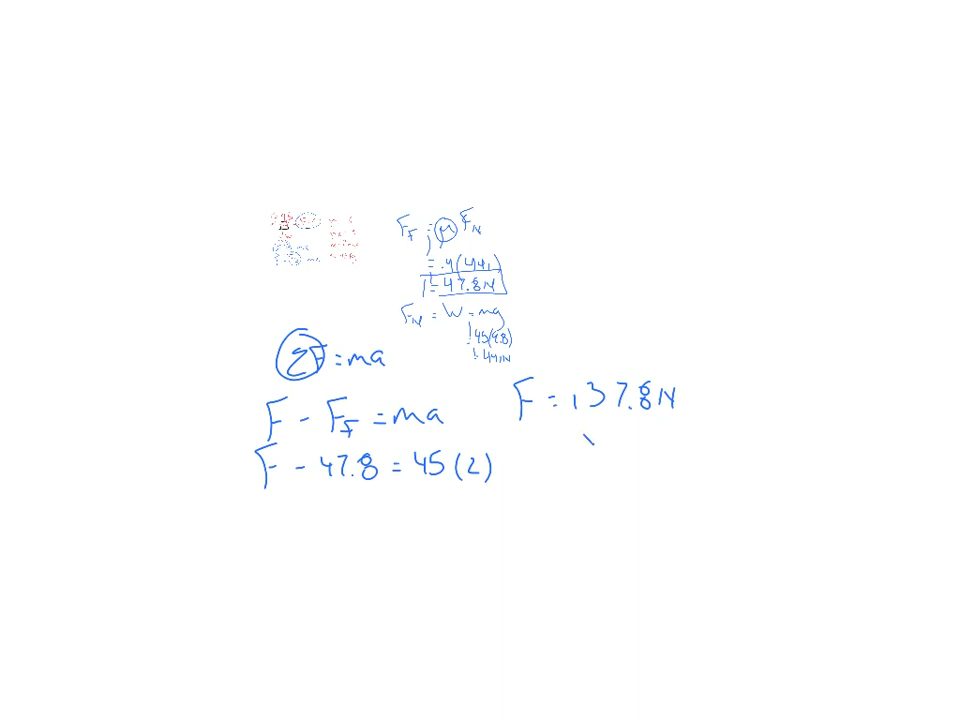 F_f = μ F_N
= .4(441)
= 47.8N
F_N = W = mg
= 45(9.8)
= 441N
ΣF = ma
F - F_f = ma
F = 137.8N
F - 47.8 = 45(2)